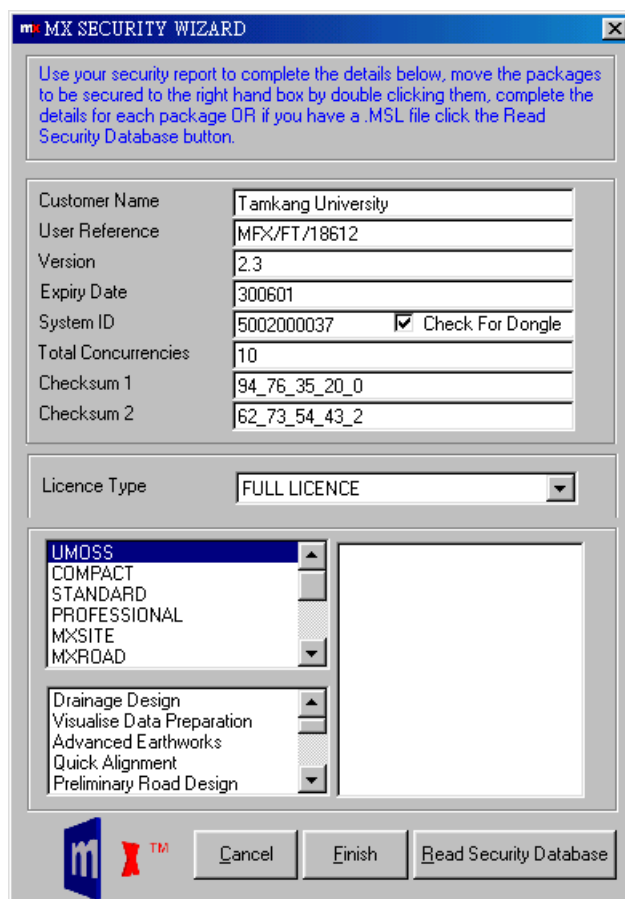 mx MX SECURITY WIZARD
Use your security report to complete the details below, move the packages
to be secured to the right hand box by double clicking them, complete the
details for each package OR if you have a .MSL file click the Read
Security Database button.
Customer Name Tamkang University
User Reference MFX/FT/18612
Version 2.3
Expiry Date 300601
System ID 5002000037 Check For Dongle
Total Concurrencies 10
Checksum 1 94_76_35_20_0
Checksum 2 62_73_54_43_2
Licence Type FULL LICENCE
UMOSS
COMPACT
STANDARD
PROFESSIONAL
MXSITE
MXROAD
Drainage Design
Visualise Data Preparation
Advanced Earthworks
Quick Alignment
Preliminary Road Design
m x TM Cancel Finish Read Security Database